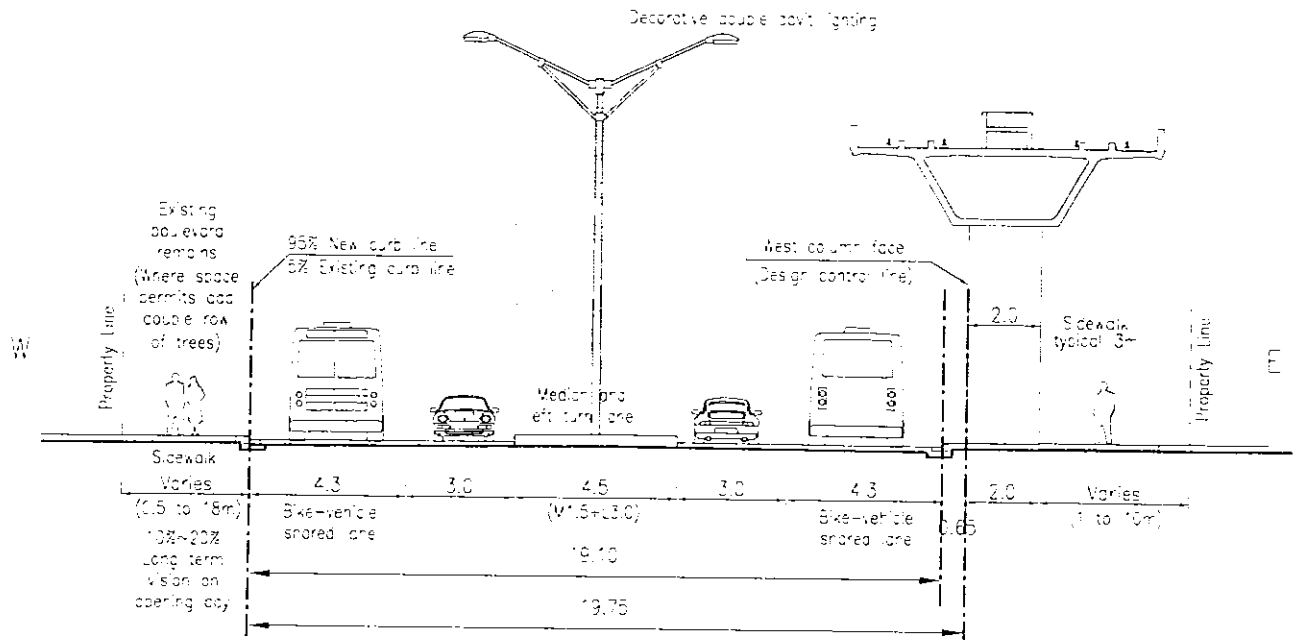 Decorative double davit lighting
Existing
boulevard
remains
(Where space
permits add
double row
of trees)
95% New curb line
5% Existing curb line
West column face
(Design control line)
2.0
Sidewalk
typical 3m
Property Line
Property Line
W
E
Median and
left turn lane
Sidewalk
Varies
(0.5 to 18m)
10%~20%
Long term
vision on
opening day
4.3
Bike-vehicle
shared lane
3.0
4.5
(M1.5+L3.0)
3.0
4.3
Bike-vehicle
shared lane
0.65
2.0
Varies
to 10m)
19.10
19.75